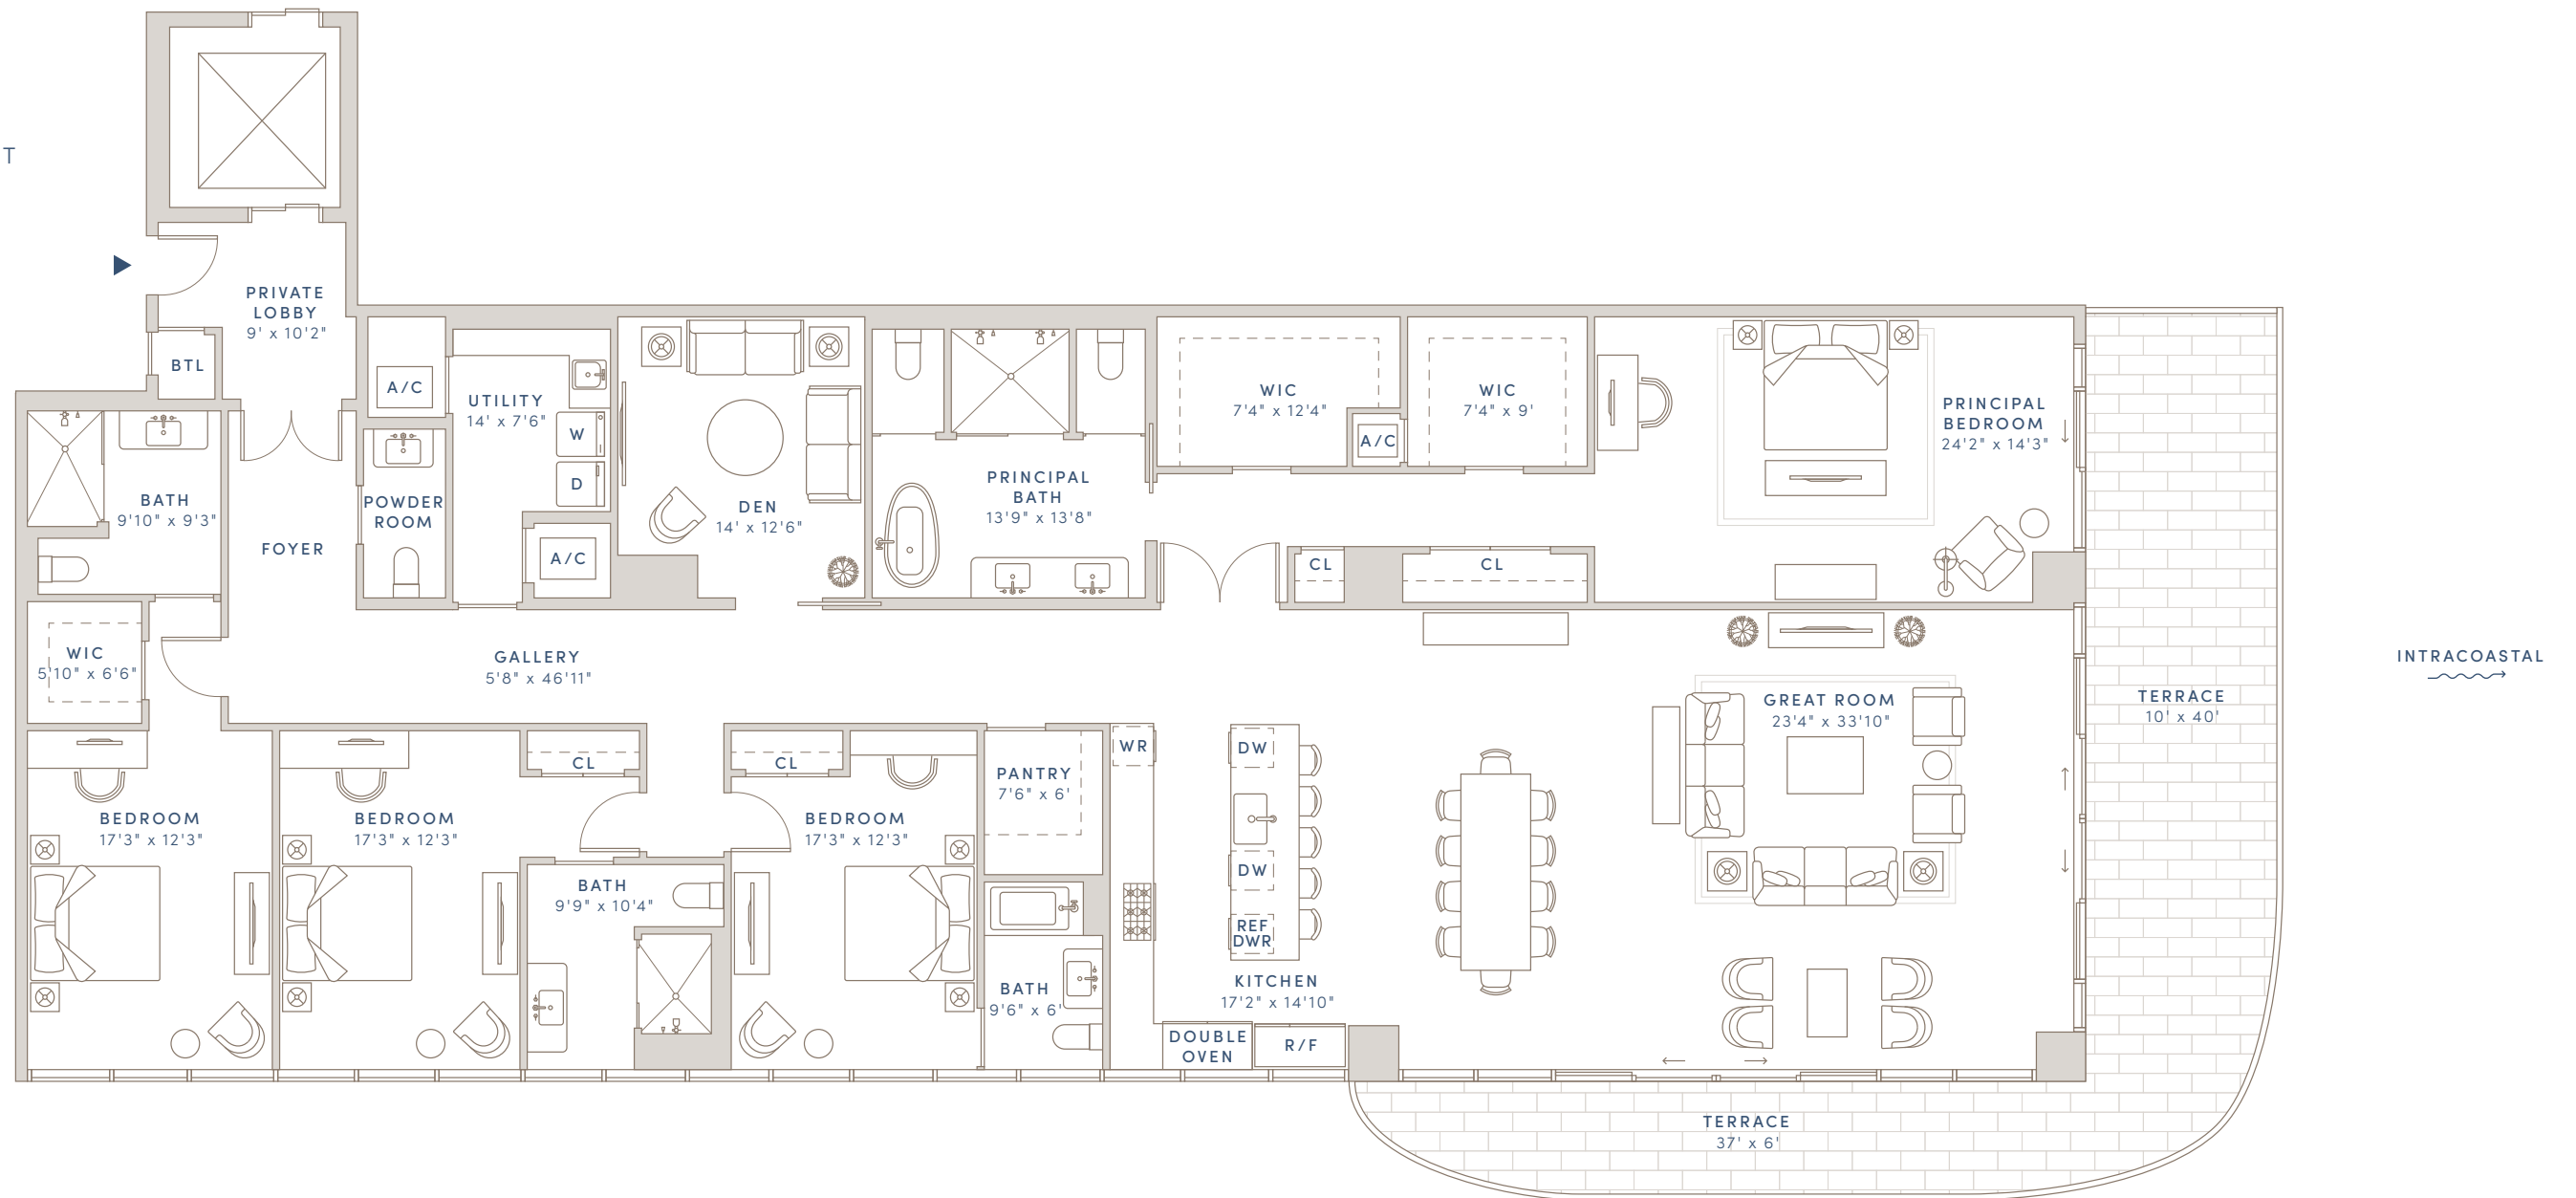 T
PRIVATE
LOBBY
9' x 10'2"
BTL
A/C
UTILITY
14' x 7'6"
W
D
A/C
POWDER
ROOM
BATH
9'10" x 9'3"
FOYER
WIC
5'10" x 6'6"
DEN
14' x 12'6"
PRINCIPAL
BATH
13'9" x 13'8"
WIC
7'4" x 12'4"
A/C
WIC
7'4" x 9'
PRINCIPAL
BEDROOM
24'2" x 14'3"
CL
CL
GALLERY
5'8" x 46'11"
GREAT ROOM
23'4" x 33'10"
TERRACE
10' x 40'
INTRACOASTAL
BEDROOM
17'3" x 12'3"
BEDROOM
17'3" x 12'3"
CL
CL
BEDROOM
17'3" x 12'3"
PANTRY
7'6" x 6'
WR
DW
DW
REF
DWR
BATH
9'9" x 10'4"
BATH
9'6" x 6'
KITCHEN
17'2" x 14'10"
DOUBLE
OVEN
R/F
TERRACE
37' x 6'